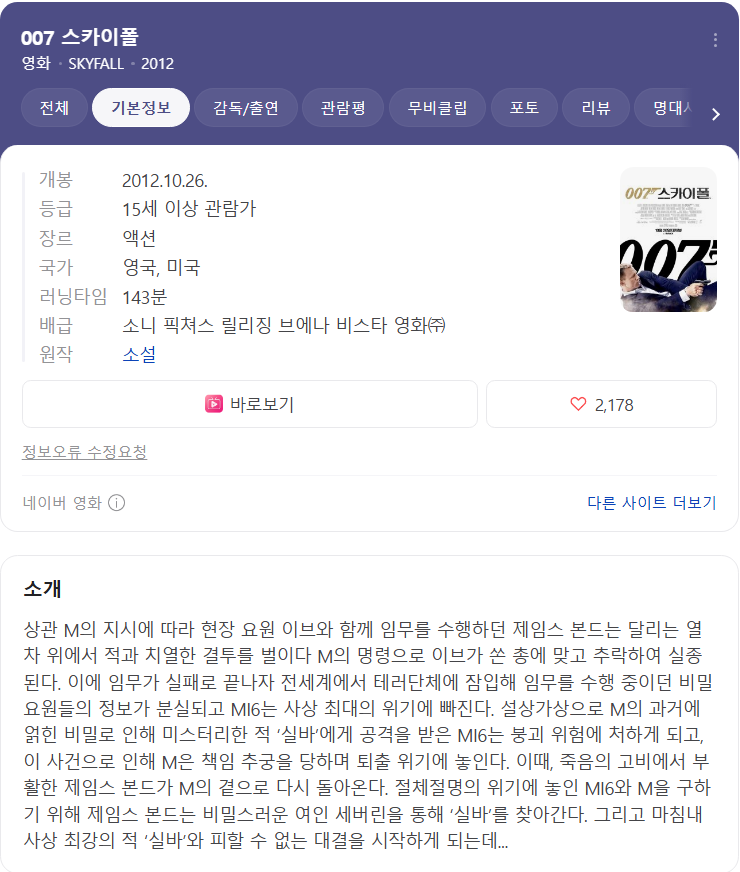 007 스카이폴
영화 · SKYFALL · 2012
전체 기본정보 감독/출연 관람평 무비클립 포토 리뷰 명대사
개봉 2012.10.26.
등급 15세 이상 관람가
장르 액션
국가 영국, 미국
러닝타임 143분
배급 소니 픽쳐스 릴리징 브에나 비스타 영화㈜
원작 소설
007 스카이폴
007
바로보기 2,178
정보오류 수정요청
네이버 영화 다른 사이트 더보기
소개
상관 M의 지시에 따라 현장 요원 이브와 함께 임무를 수행하던 제임스 본드는 달리는 열
차 위에서 적과 치열한 결투를 벌이다 M의 명령으로 이브가 쏜 총에 맞고 추락하여 실종
된다. 이에 임무가 실패로 끝나자 전세계에서 테러단체에 잠입해 임무를 수행 중이던 비밀
요원들의 정보가 분실되고 MI6는 사상 최대의 위기에 빠진다. 설상가상으로 M의 과거에
얽힌 비밀로 인해 미스터리한 적 ‘실바’에게 공격을 받은 MI6는 붕괴 위험에 처하게 되고,
이 사건으로 인해 M은 책임 추궁을 당하며 퇴출 위기에 놓인다. 이때, 죽음의 고비에서 부
활한 제임스 본드가 M의 곁으로 다시 돌아온다. 절체절명의 위기에 놓인 MI6와 M을 구하
기 위해 제임스 본드는 비밀스러운 여인 세버린을 통해 ‘실바’를 찾아간다. 그리고 마침내
사상 최강의 적 ‘실바’와 피할 수 없는 대결을 시작하게 되는데...